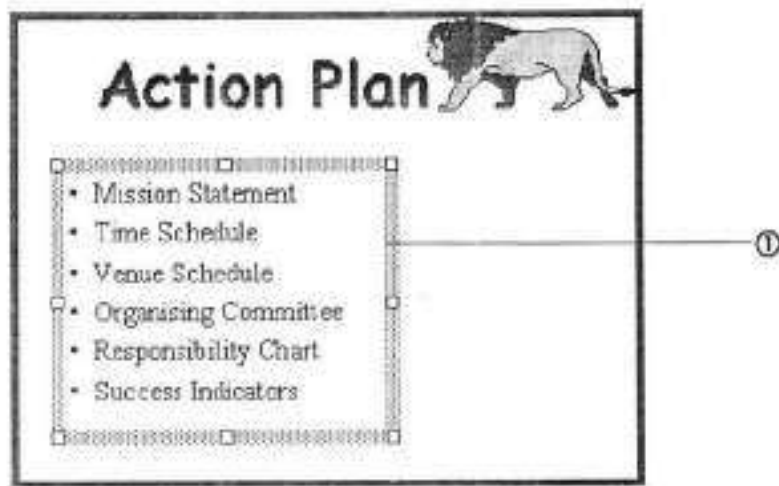 Action Plan
• Mission Statement
• Time Schedule
• Venue Schedule
①
• Organising Committee
• Responsibility Chart
• Success Indicators